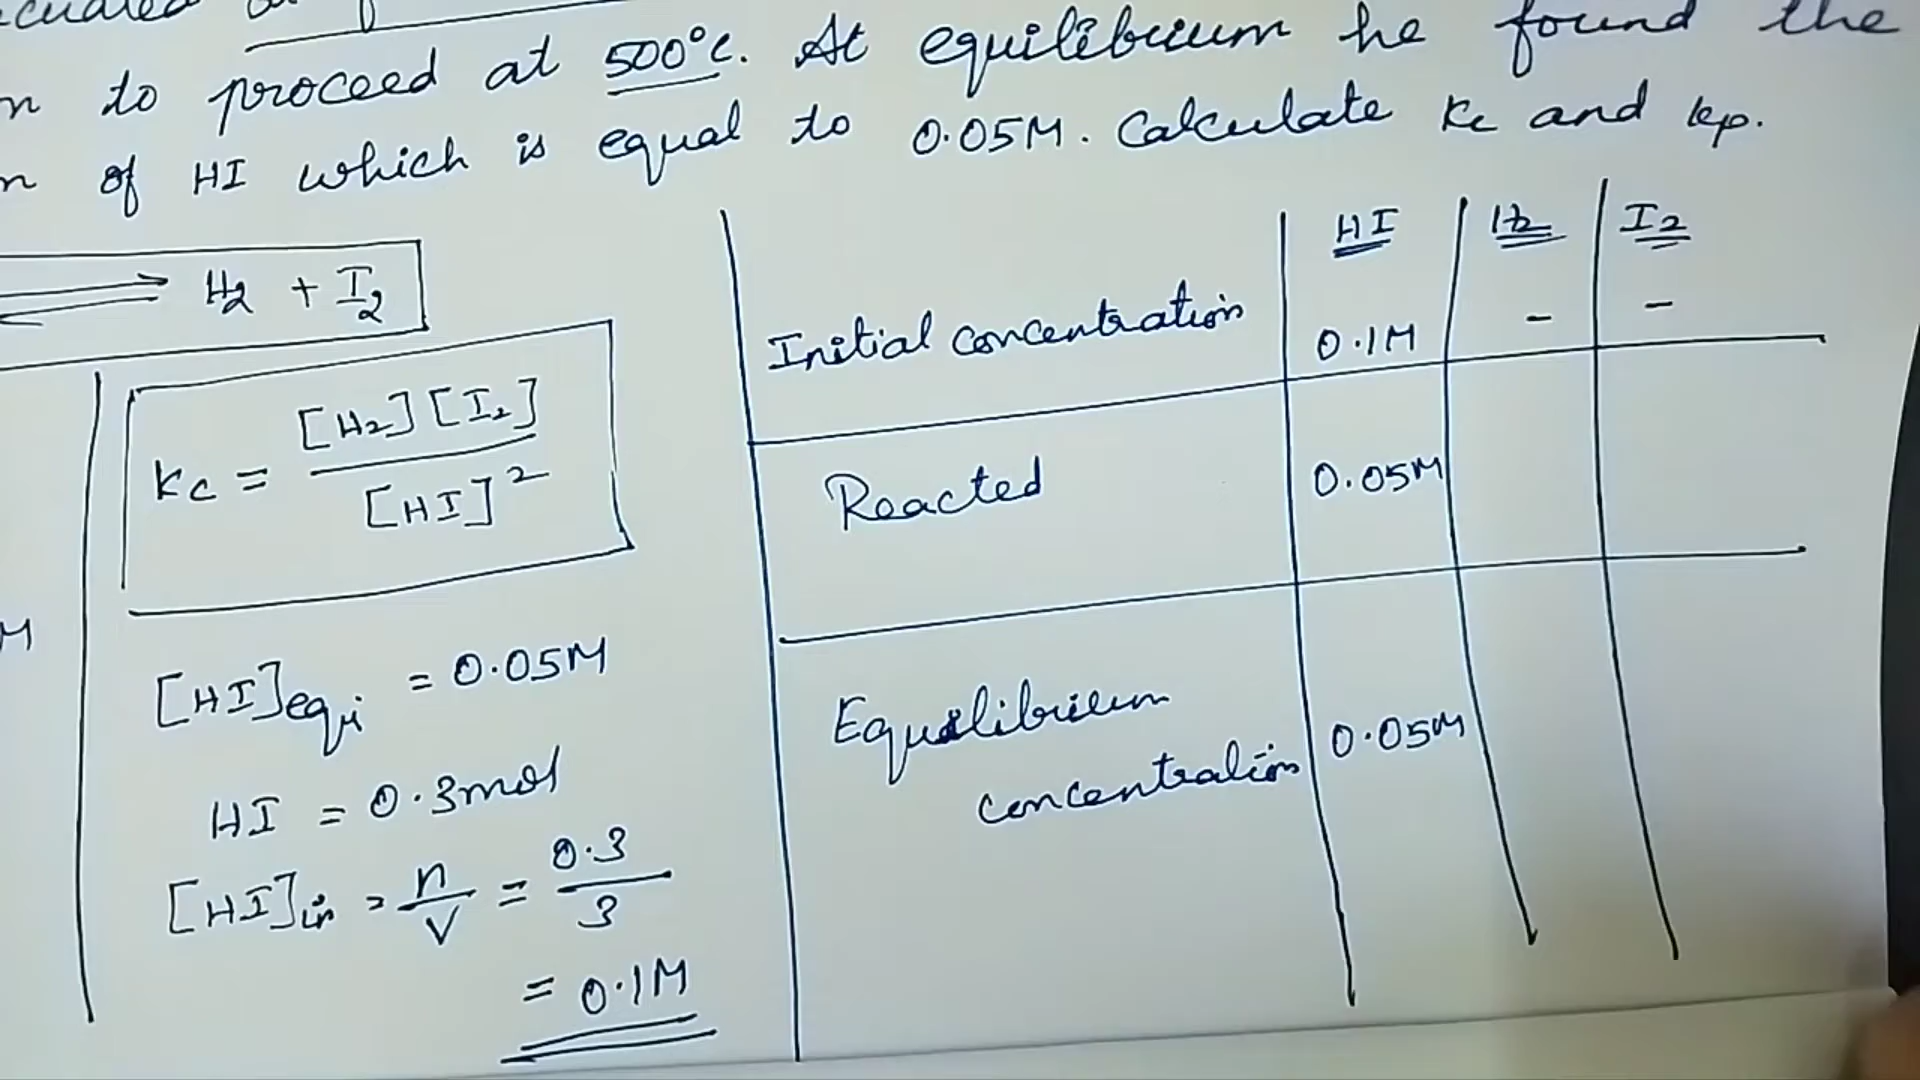 to proceed at 500°C. At equilibrium he found the
of HI which is equal to 0.05M. Calculate Kc and Kp.
H2 + I2
Kc = [H2][I2] / [HI]²
[HI]equi = 0.05M
HI = 0.3mol
[HI]in = n/V = 0.3/3
= 0.1M
HI H2 I2
Initial concentration 0.1M - -
Reacted 0.05M
Equilibrium
concentration 0.05M